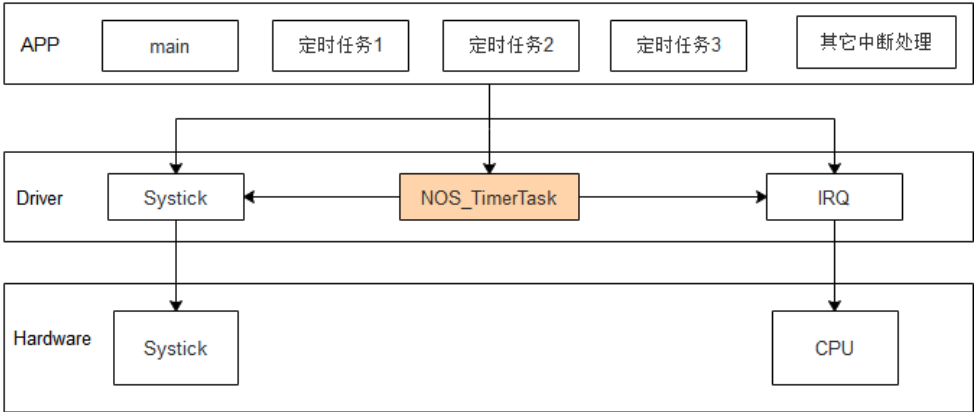 APP
main
定时任务1
定时任务2
定时任务3
其它中断处理
Driver
Systick
NOS_TimerTask
IRQ
Hardware
Systick
CPU